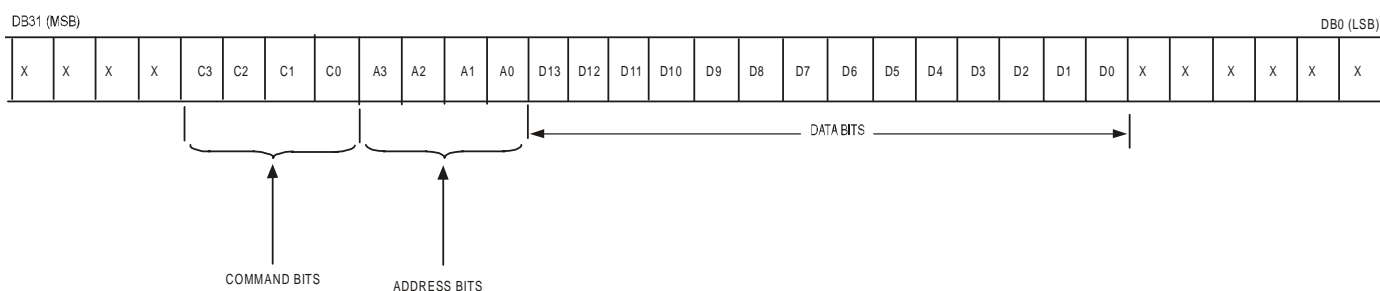 DB31 (MSB) DB0 (LSB)
X X X X C3 C2 C1 C0 A3 A2 A1 A0 D13 D12 D11 D10 D9 D8 D7 D6 D5 D4 D3 D2 D1 D0 X X X X X X
DATA BITS
COMMAND BITS ADDRESS BITS